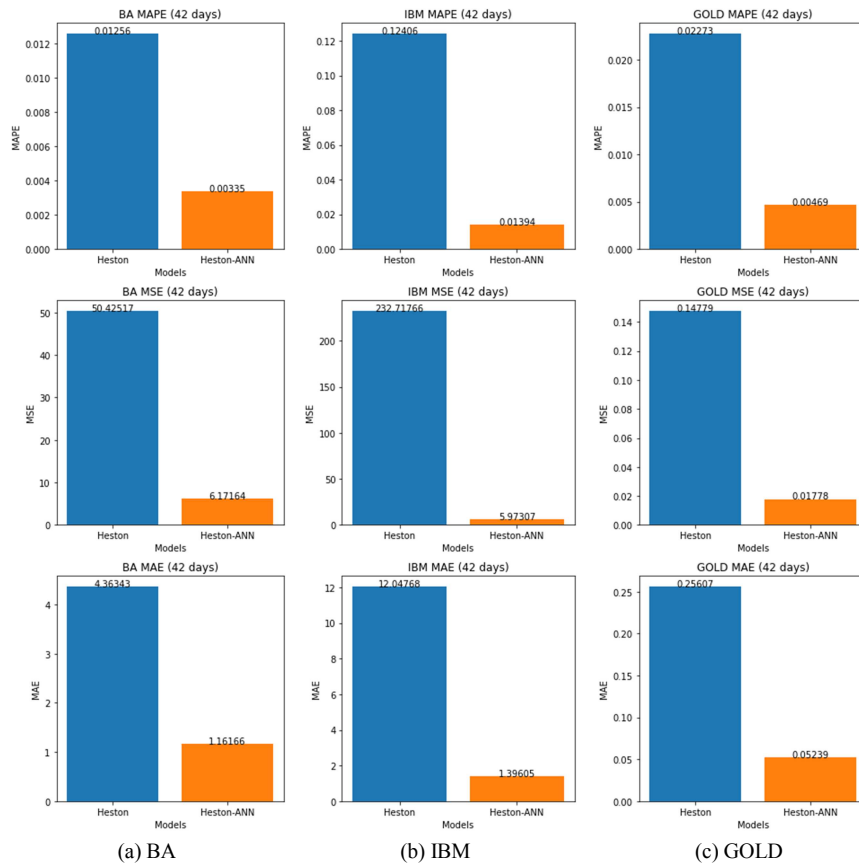 BA MAPE (42 days)
0.01256
0.012
0.010
0.008
0.006
0.004
0.002
0.000
MAPE
0.00335
Heston
Heston-ANN
Models
IBM MAPE (42 days)
0.12406
0.12
0.10
0.08
0.06
0.04
0.02
0.00
MAPE
0.01394
Heston
Heston-ANN
Models
GOLD MAPE (42 days)
0.02273
0.020
0.015
0.010
0.005
0.000
MAPE
0.00469
Heston
Heston-ANN
Models
BA MSE (42 days)
50.42517
50
40
30
20
10
0
MSE
6.17164
Heston
Heston-ANN
Models
IBM MSE (42 days)
232.71766
200
150
100
50
0
MSE
5.97307
Heston
Heston-ANN
Models
GOLD MSE (42 days)
0.14779
0.14
0.12
0.10
0.08
0.06
0.04
0.02
0.00
MSE
0.01778
Heston
Heston-ANN
Models
BA MAE (42 days)
4.36343
4
3
2
1
0
MAE
1.16166
Heston
Heston-ANN
Models
IBM MAE (42 days)
12.04768
12
10
8
6
4
2
0
MAE
1.39605
Heston
Heston-ANN
Models
GOLD MAE (42 days)
0.25607
0.25
0.20
0.15
0.10
0.05
0.00
MAE
0.05239
Heston
Heston-ANN
Models
(a) BA
(b) IBM
(c) GOLD